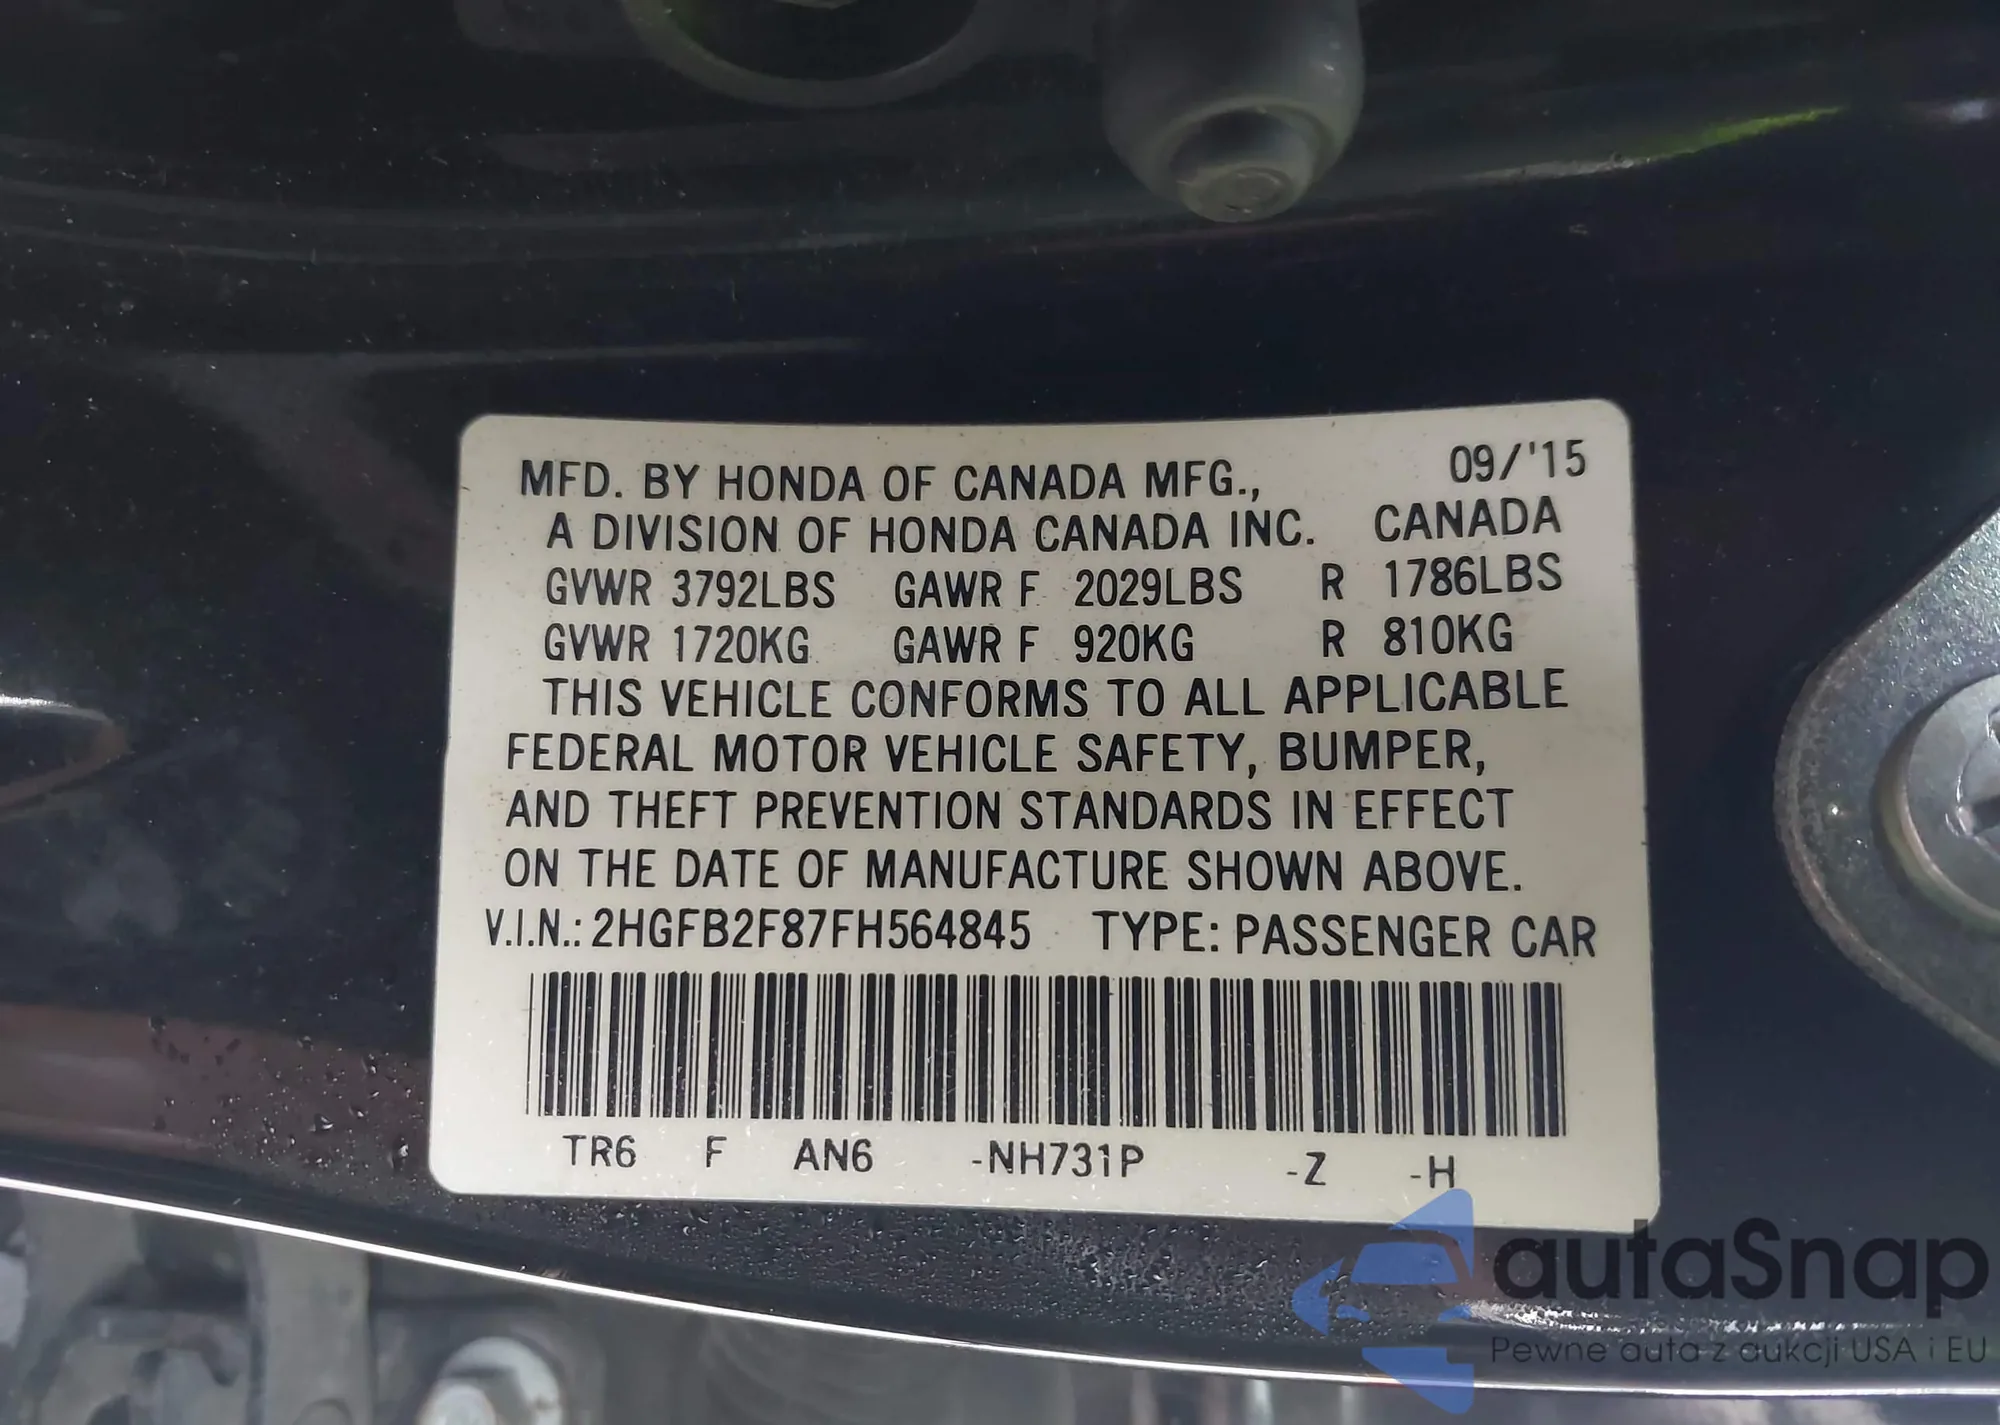 MFD. BY HONDA OF CANADA MFG., 09/'15
A DIVISION OF HONDA CANADA INC. CANADA
GVWR 3792LBS GAWR F 2029LBS R 1786LBS
GVWR 1720KG GAWR F 920KG R 810KG
THIS VEHICLE CONFORMS TO ALL APPLICABLE
FEDERAL MOTOR VEHICLE SAFETY, BUMPER,
AND THEFT PREVENTION STANDARDS IN EFFECT
ON THE DATE OF MANUFACTURE SHOWN ABOVE.
V.I.N.: 2HGFB2F87FH564845 TYPE: PASSENGER CAR
TR6 F AN6 -NH731P -Z -H
autaSnap
Pewne auta z aukcji USA i EU